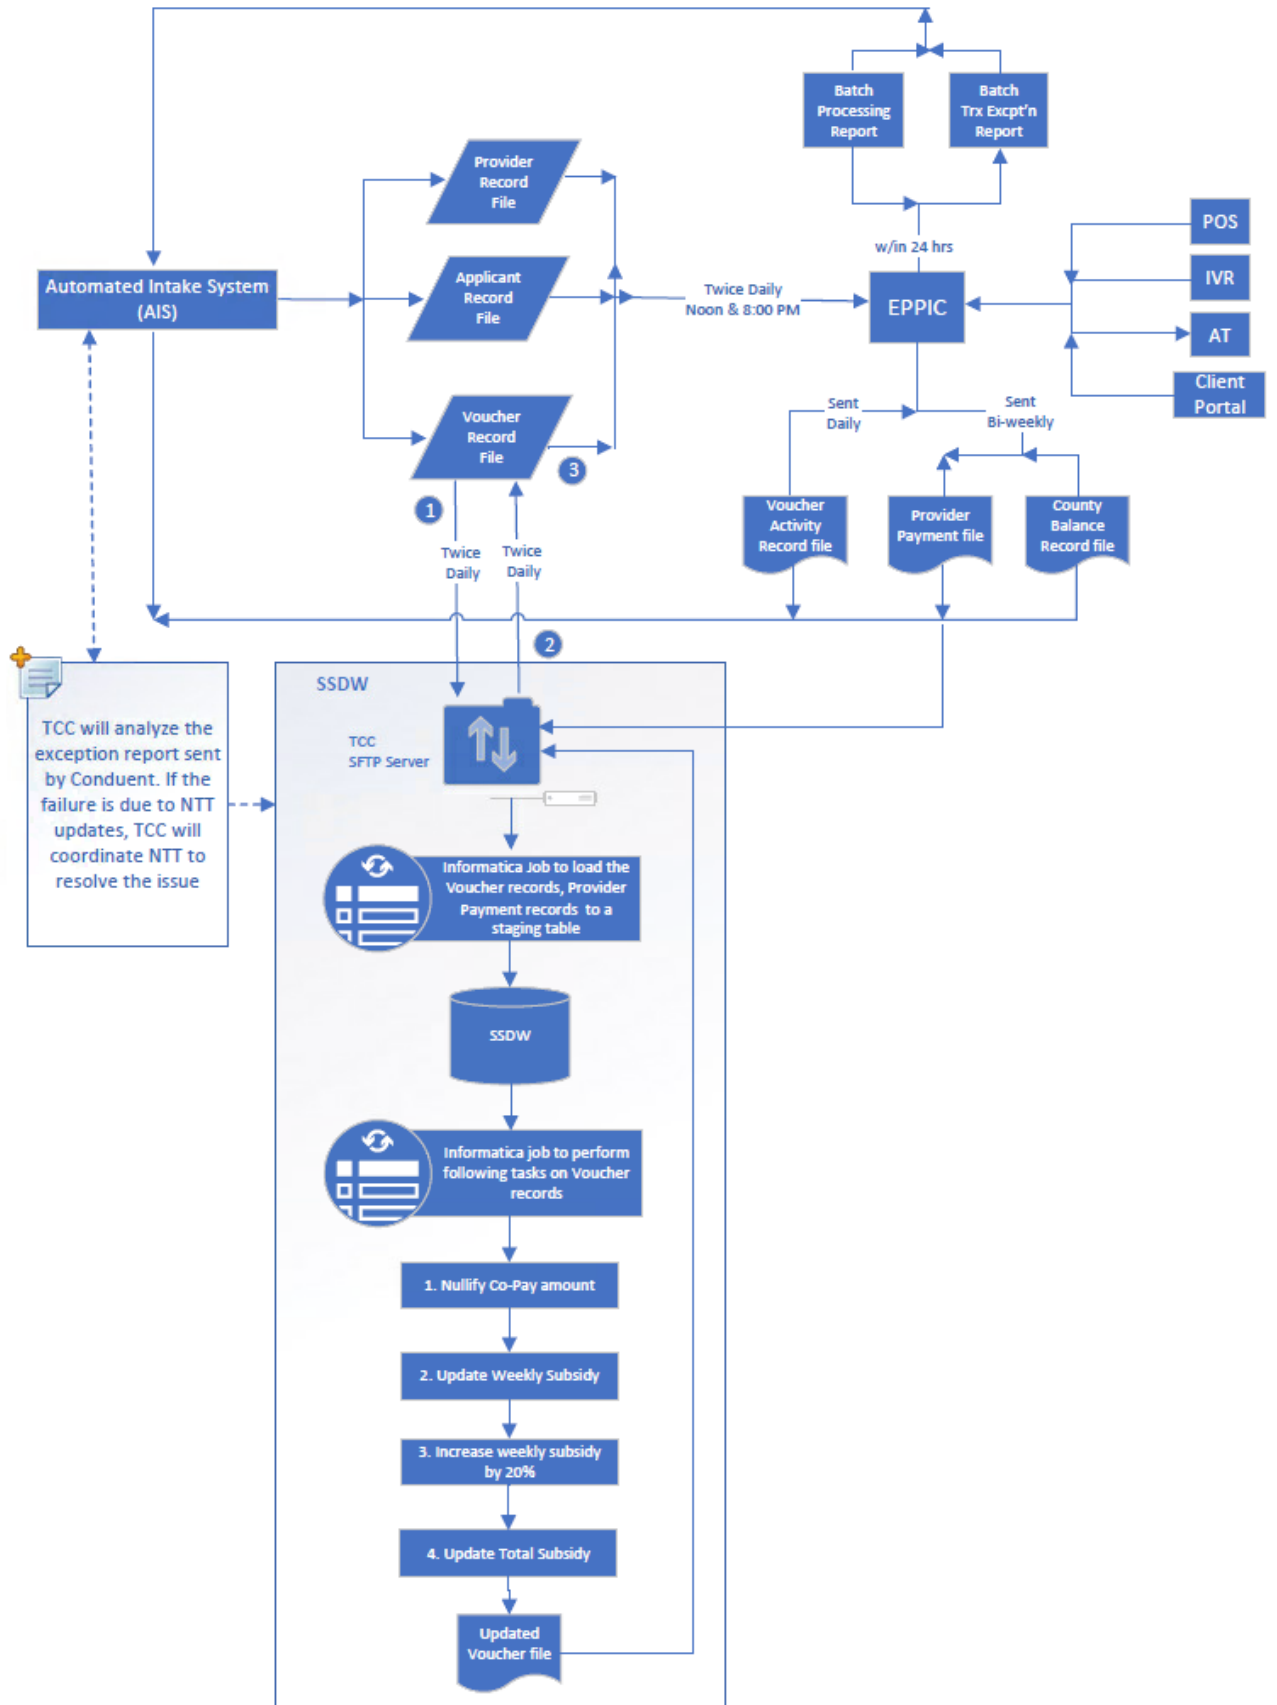 Batch
Processing
Report
Batch
Trx Excpt'n
Report
Provider
Record
File
POS
w/in 24 hrs
IVR
Automated Intake System
(AIS)
Applicant
Record
File
Twice Daily
Noon & 8:00 PM
EPPIC
AT
Client
Portal
Sent
Daily
Sent
Bi-weekly
Voucher
Record
File
3
1
Voucher
Activity
Record file
Provider
Payment file
County
Balance
Record file
Twice
Daily
Twice
Daily
2
SSDW
TCC will analyze the
exception report sent
by Conduent. If the
failure is due to NTT
updates, TCC will
coordinate NTT to
resolve the issue
TCC
SFTP Server
Informatica Job to load the
Voucher records, Provider
Payment records to a
staging table
SSDW
Informatica job to perform
following tasks on Voucher
records
1. Nullify Co-Pay amount
2. Update Weekly Subsidy
3. Increase weekly subsidy
by 20%
4. Update Total Subsidy
Updated
Voucher file